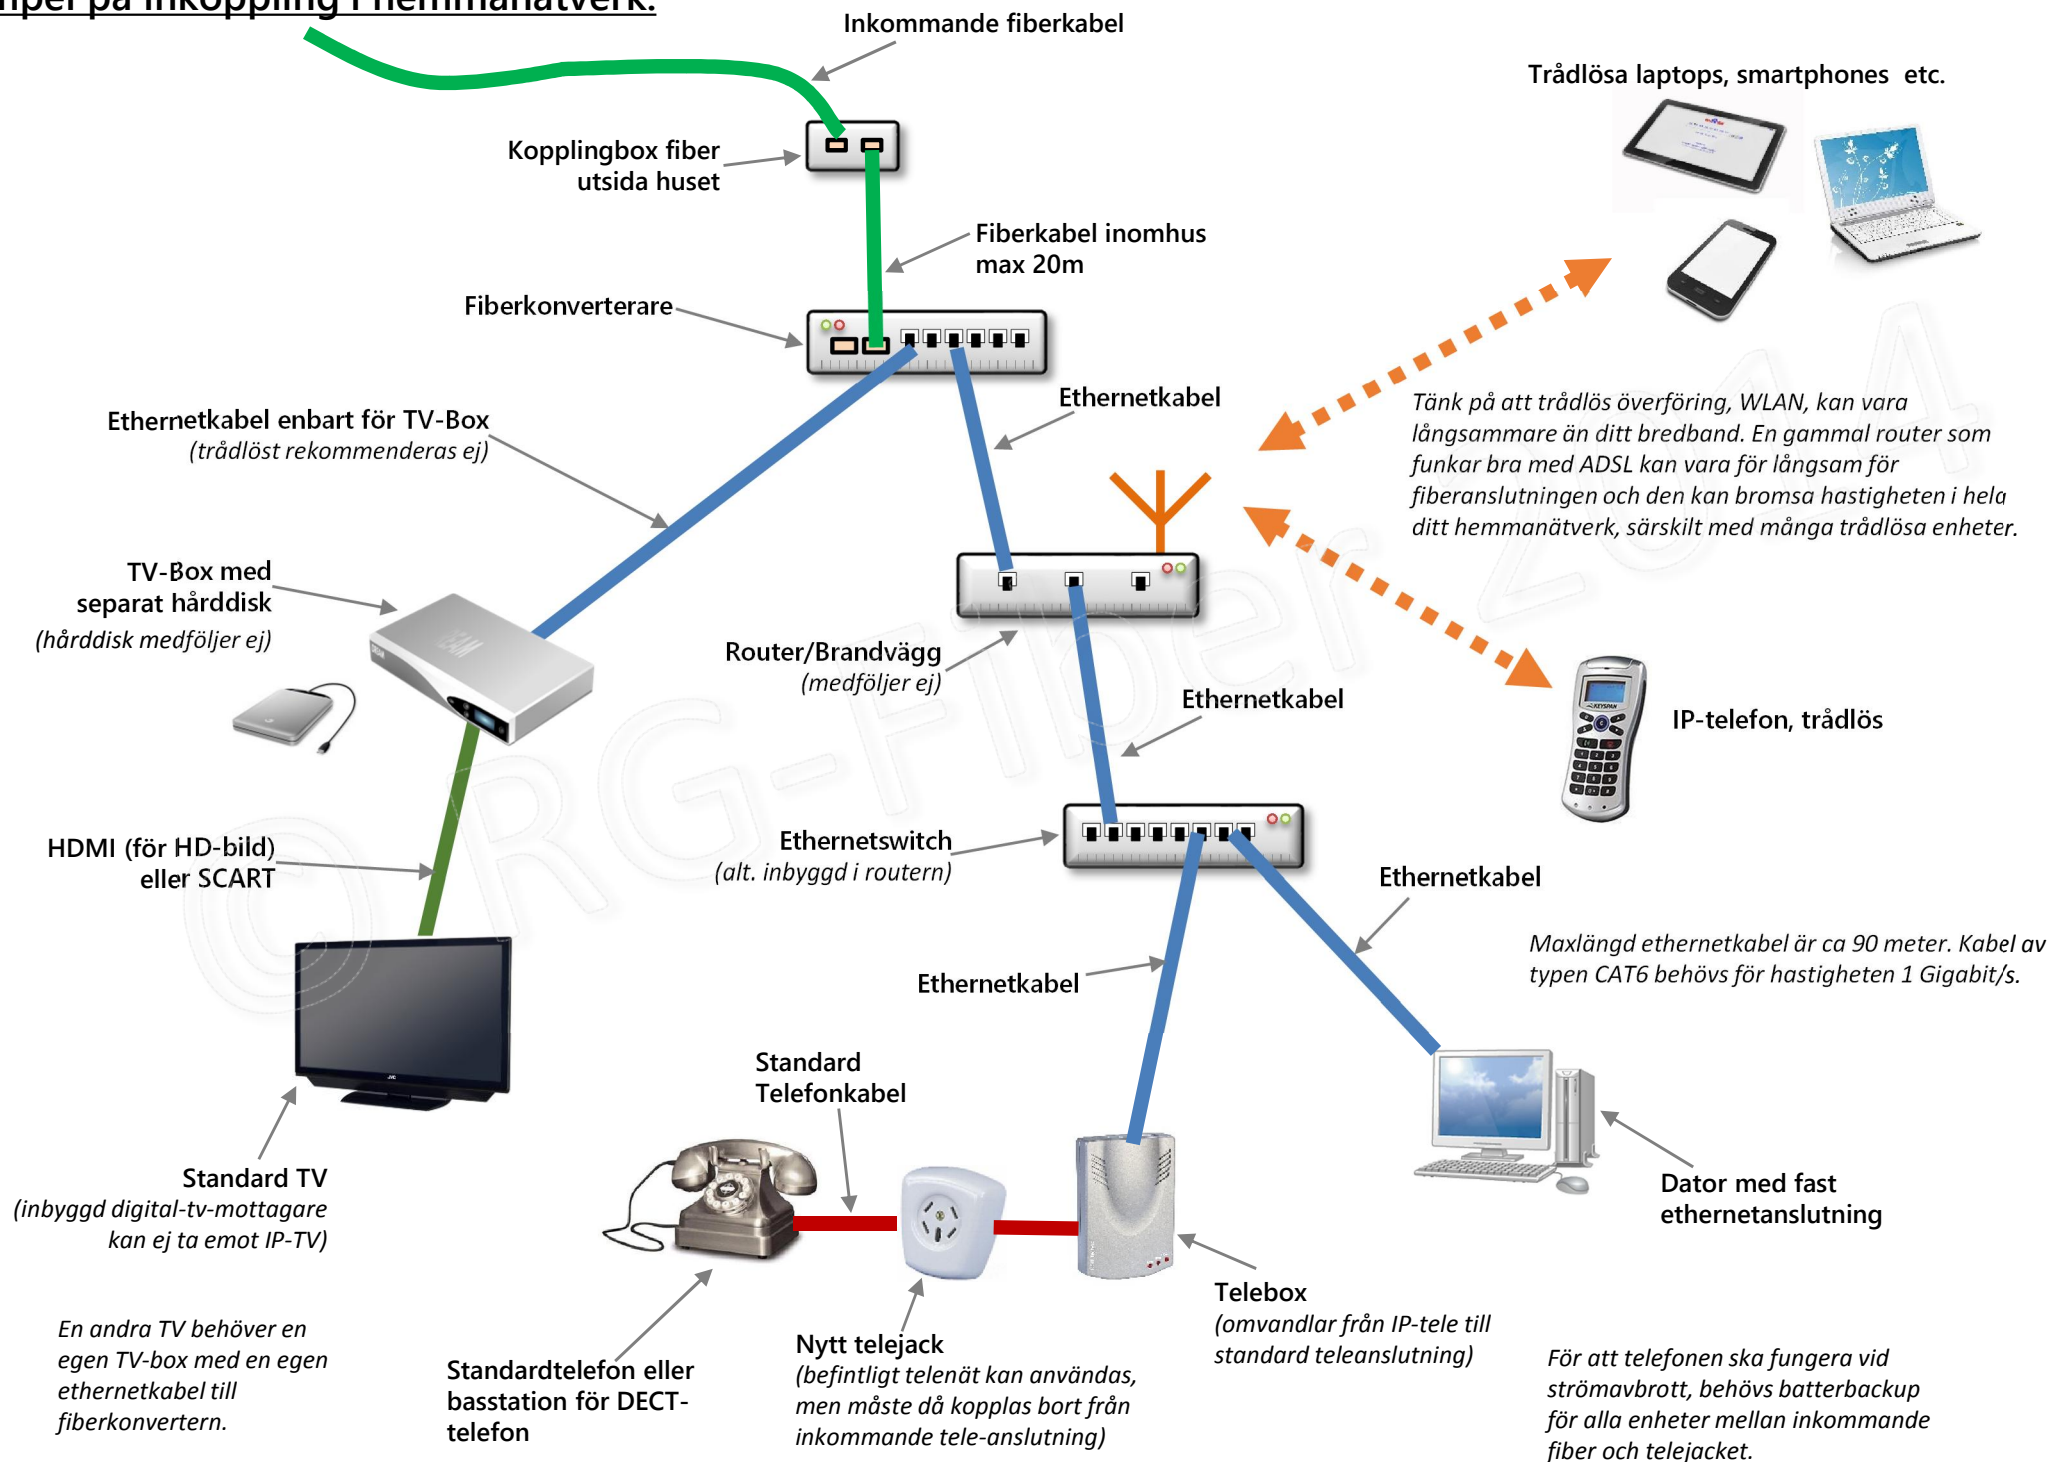 på inkoppling i hemmanätverk.
Inkommande fiberkabel
Trådlösa laptops, smartphones etc.
Kopplingbox fiber
utsida huset
Fiberkabel inomhus
max 20m
Fiberkonverterare
Ethernetkabel
Ethernetkabel enbart för TV-Box
(trådlöst rekommenderas ej)
Tänk på att trådlös överföring, WLAN, kan vara
långsammare än ditt bredband. En gammal router som
funkar bra med ADSL kan vara för långsam för
fiberanslutningen och den kan bromsa hastigheten i hela
ditt hemmanätverk, särskilt med många trådlösa enheter.
TV-Box med
separat hårddisk
(hårddisk medföljer ej)
Router/Brandvägg
(medföljer ej)
Ethernetkabel
KEYSPAN
IP-telefon, trådlös
© RG-Fiber 2014
HDMI (för HD-bild)
eller SCART
Ethernetswitch
(alt. inbyggd i routern)
Ethernetkabel
Maxlängd ethernetkabel är ca 90 meter. Kabel av
typen CAT6 behövs för hastigheten 1 Gigabit/s.
Ethernetkabel
JVC
Standard
Telefonkabel
Standard TV
(inbyggd digital-tv-mottagare
kan ej ta emot IP-TV)
Dator med fast
ethernetanslutning
Telebox
(omvandlar från IP-tele till
standard teleanslutning)
En andra TV behöver en
egen TV-box med en egen
ethernetkabel till
fiberkonvertern.
Standardtelefon eller
basstation för DECT-
telefon
Nytt telejack
(befintligt telenät kan användas,
men måste då kopplas bort från
inkommande tele-anslutning)
För att telefonen ska fungera vid
strömavbrott, behövs batterbackup
för alla enheter mellan inkommande
fiber och telejacket.